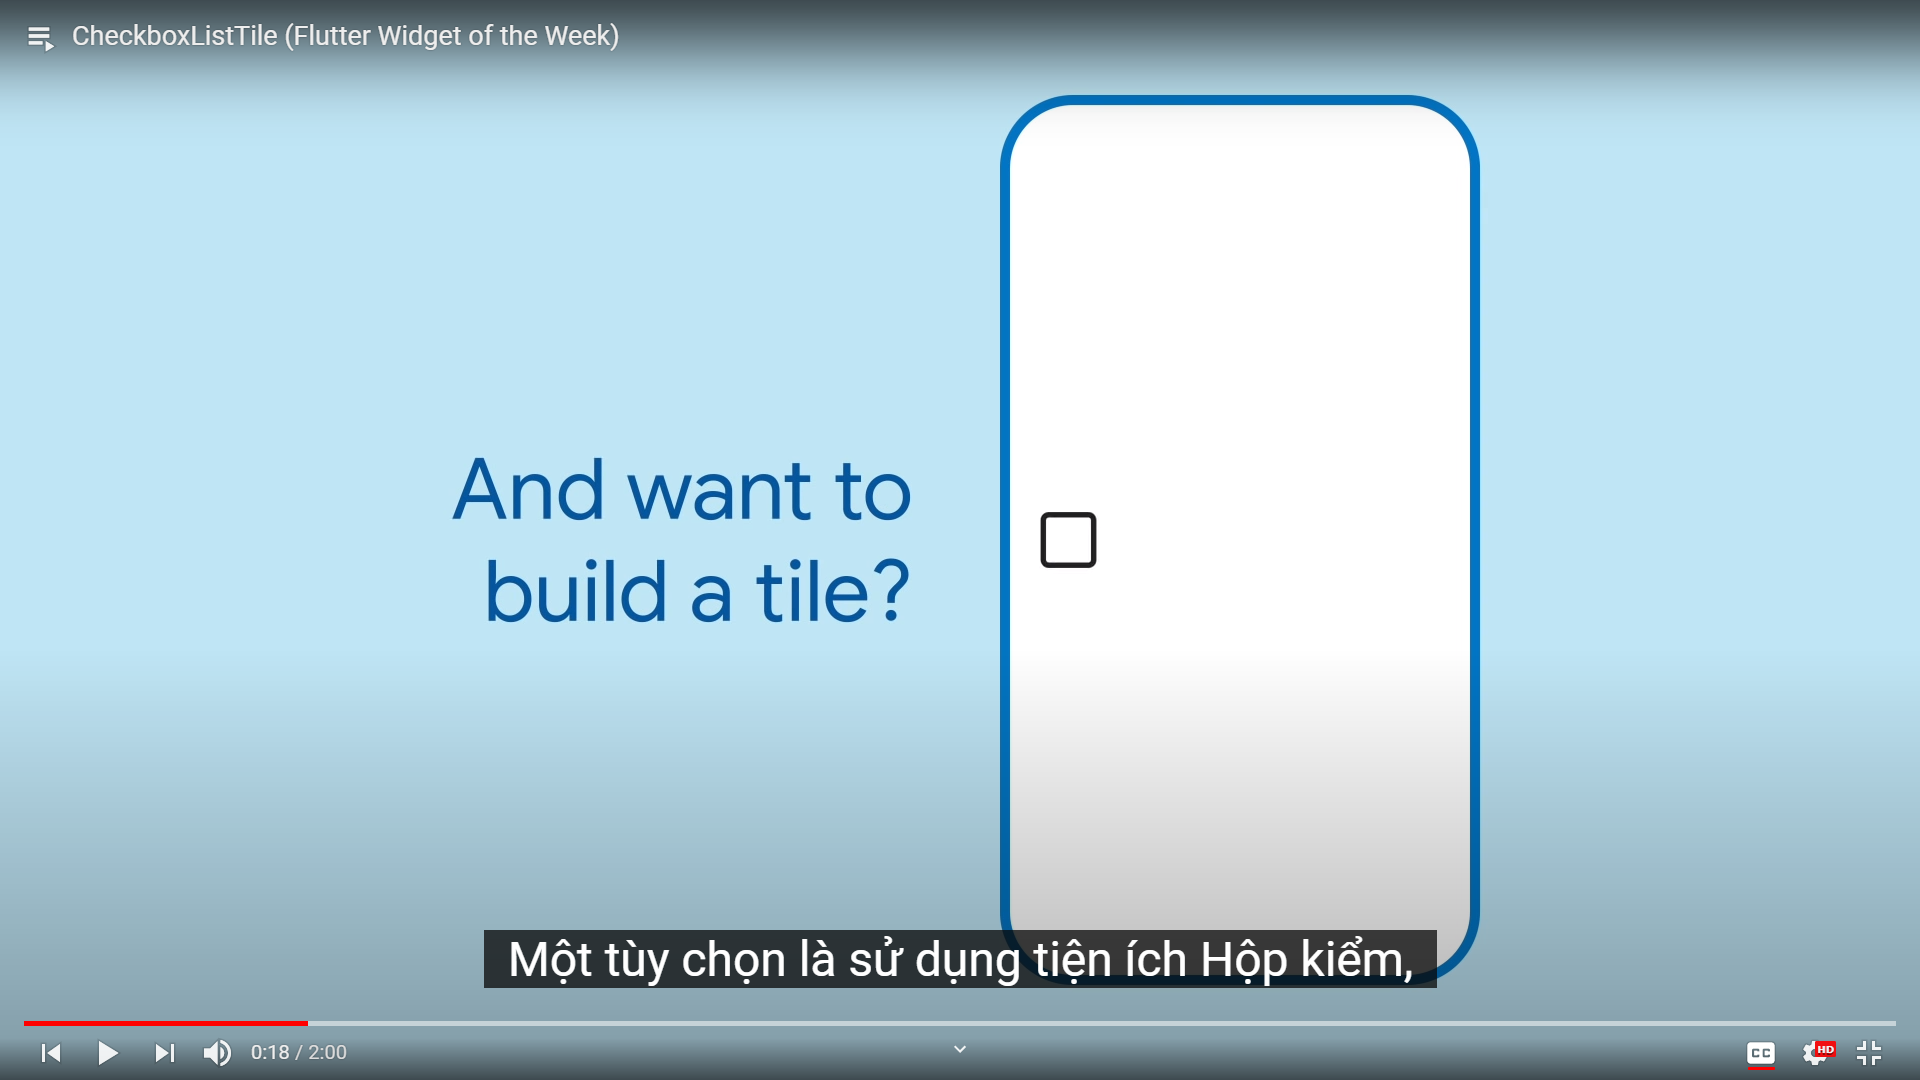 CheckboxListTile (Flutter Widget of the Week)
And want to
build a tile?
Một tùy chọn là sử dụng tiện ích Hộp kiểm,
0:18 / 2:00
CC
HD